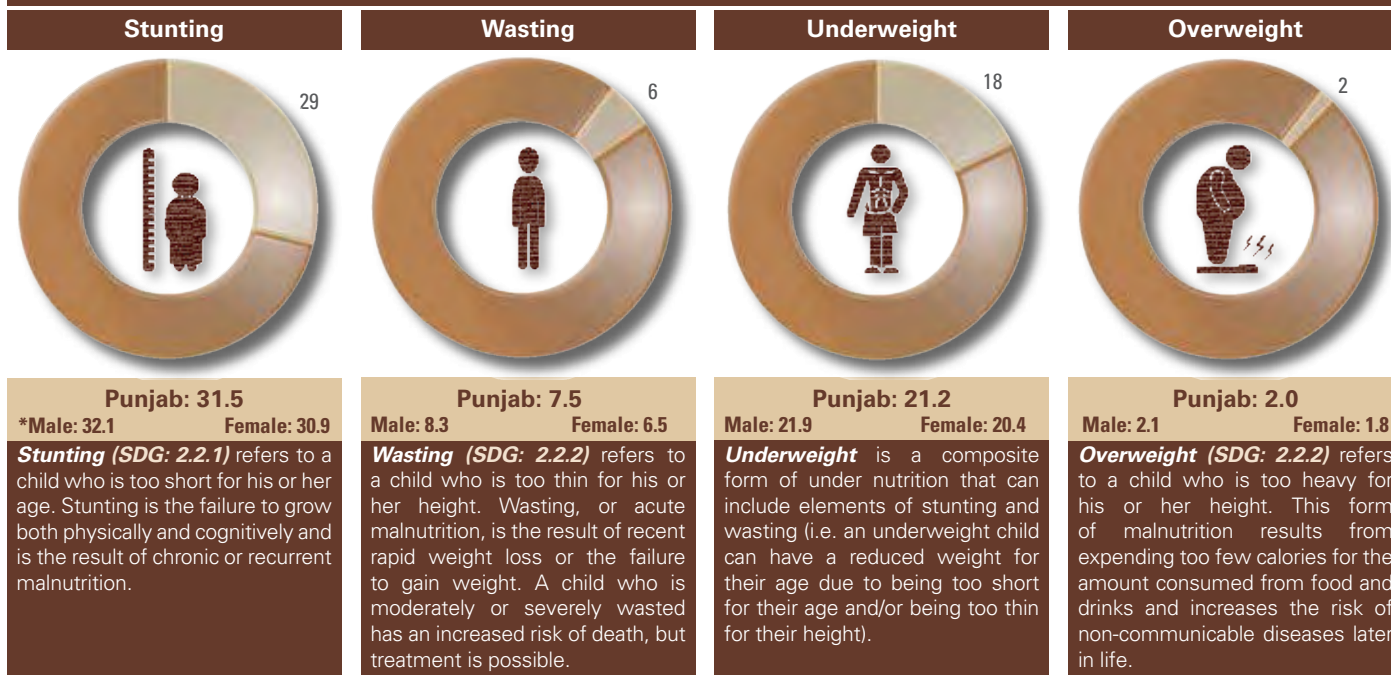 Stunting
29
Punjab: 31.5
*Male: 32.1 Female: 30.9
Stunting (SDG: 2.2.1) refers to a
child who is too short for his or her
age. Stunting is the failure to grow
both physically and cognitively and
is the result of chronic or recurrent
malnutrition.
Wasting
6
Punjab: 7.5
Male: 8.3 Female: 6.5
Wasting (SDG: 2.2.2) refers to
a child who is too thin for his or
her height. Wasting, or acute
malnutrition, is the result of recent
rapid weight loss or the failure
to gain weight. A child who is
moderately or severely wasted
has an increased risk of death, but
treatment is possible.
Underweight
18
Punjab: 21.2
Male: 21.9 Female: 20.4
Underweight is a composite
form of under nutrition that can
include elements of stunting and
wasting (i.e. an underweight child
can have a reduced weight for
their age due to being too short
for their age and/or being too thin
for their height).
Overweight
2
Punjab: 2.0
Male: 2.1 Female: 1.8
Overweight (SDG: 2.2.2) refers
to a child who is too heavy for
his or her height. This form
of malnutrition results from
expending too few calories for the
amount consumed from food and
drinks and increases the risk of
non-communicable diseases later
in life.